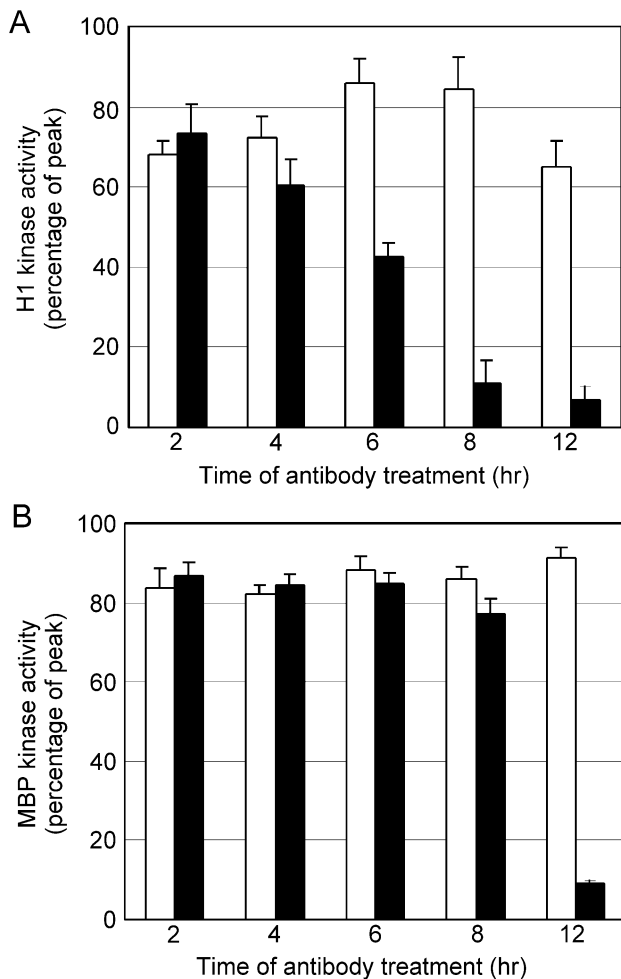 A
100
80
60
40
20
0
H1 kinase activity
(percentage of peak)
2 4 6 8 12
Time of antibody treatment (hr)
B
100
80
60
40
20
0
MBP kinase activity
(percentage of peak)
2 4 6 8 12
Time of antibody treatment (hr)